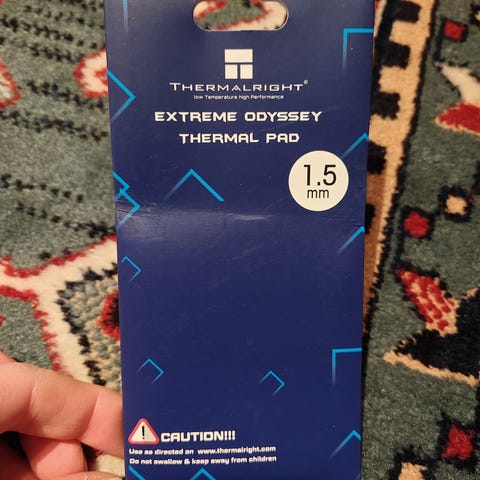 THERMALRIGHT®
low Temperature high Performance
EXTREME ODYSSEY
THERMAL PAD
1.5
mm
CAUTION!!!
Use as directed on www.thermalright.com
Do not swallow & keep away from children